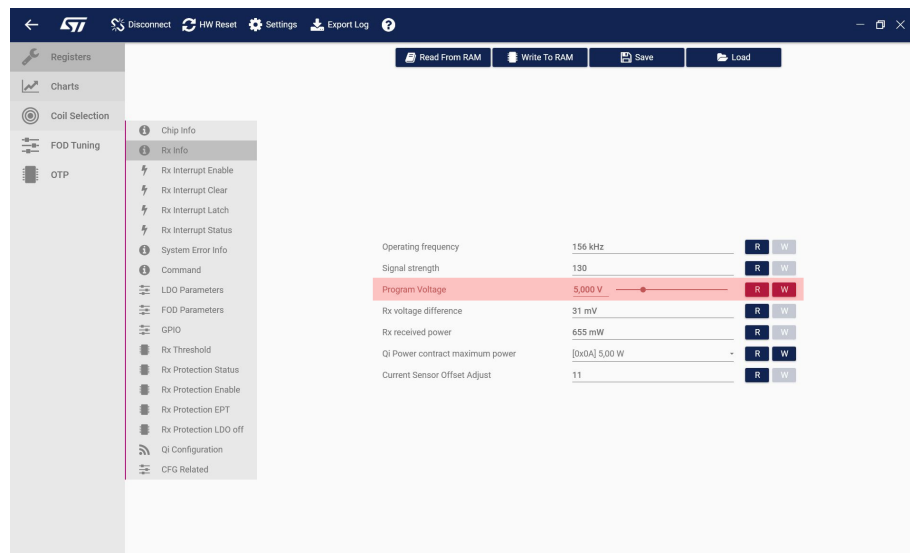 ST Disconnect HW Reset Settings Export Log ?
Registers
Charts
Coil Selection
FOD Tuning
OTP
Read From RAM Write To RAM Save Load
Chip Info
Rx Info
Rx Interrupt Enable
Rx Interrupt Clear
Rx Interrupt Latch
Rx Interrupt Status
System Error Info
Command
LDO Parameters
FOD Parameters
GPIO
Rx Threshold
Rx Protection Status
Rx Protection Enable
Rx Protection EPT
Rx Protection LDO off
Qi Configuration
CFG Related
Operating frequency 156 kHz R W
Signal strength 130 R W
Program Voltage 5,000 V R W
Rx voltage difference 31 mV R W
Rx received power 655 mW R W
Qi Power contract maximum power [0x0A] 5,00 W R W
Current Sensor Offset Adjust 11 R W